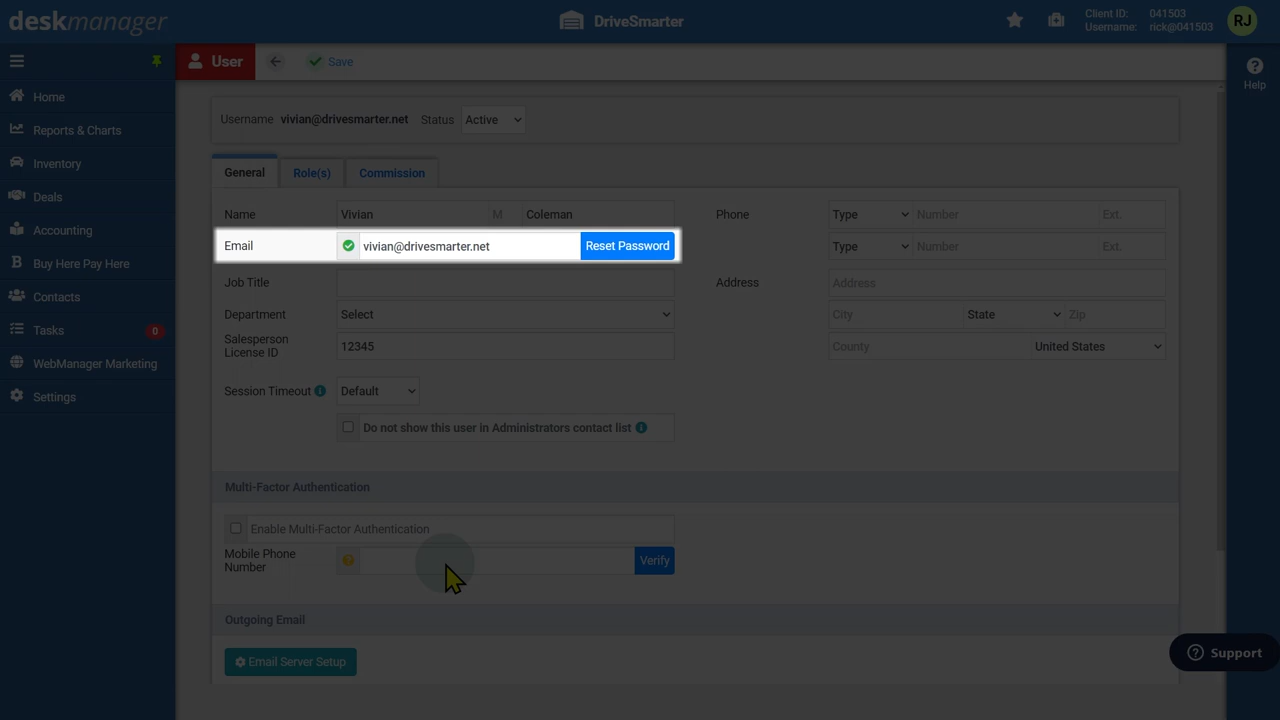 deskmanager
DriveSmarter
Client ID: 041503
Username: rick@041503
RJ
User
Save
Help
Home
Reports & Charts
Inventory
Deals
Accounting
Buy Here Pay Here
Contacts
Tasks 0
WebManager Marketing
Settings
Username vivian@drivesmarter.net Status Active
General Role(s) Commission
Name Vivian M Coleman
Phone Type Number Ext.
Email vivian@drivesmarter.net Reset Password
Type Number Ext.
Job Title
Address Address
Department Select
City State Zip
Salesperson
License ID 12345
County United States
Session Timeout Default
Do not show this user in Administrators contact list
Multi-Factor Authentication
Enable Multi-Factor Authentication
Mobile Phone
Number
Verify
Outgoing Email
Email Server Setup
Support